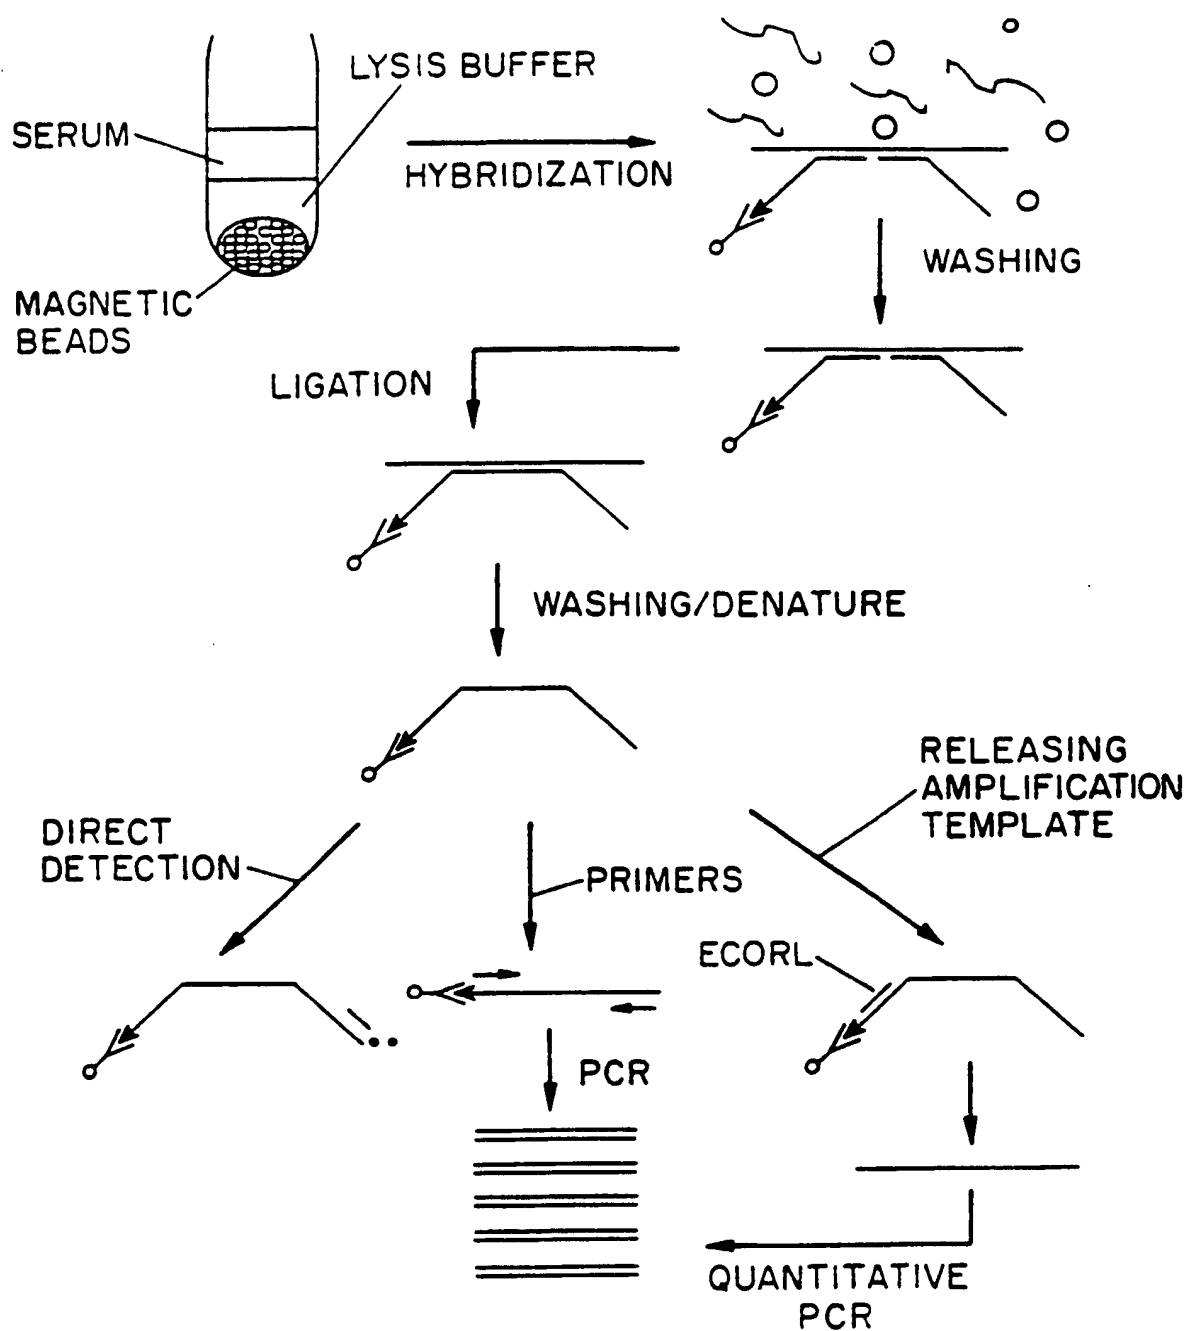 LYSIS BUFFER
SERUM
HYBRIDIZATION
MAGNETIC
BEADS
WASHING
LIGATION
WASHING/DENATURE
RELEASING
AMPLIFICATION
TEMPLATE
DIRECT
DETECTION
PRIMERS
ECORL
PCR
QUANTITATIVE
PCR